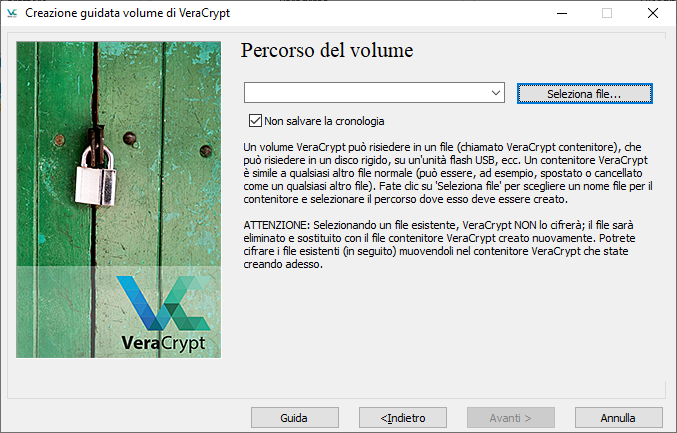 Creazione guidata volume di VeraCrypt
Percorso del volume
Seleziona file...
Non salvare la cronologia
Un volume VeraCrypt può risiedere in un file (chiamato VeraCrypt contenitore), che
può risiedere in un disco rigido, su un'unità flash USB, ecc. Un contenitore VeraCrypt
è simile a qualsiasi altro file normale (può essere, ad esempio, spostato o cancellato
come un qualsiasi altro file). Fate clic su 'Seleziona file' per scegliere un nome file per il
contenitore e selezionare il percorso dove esso deve essere creato.
ATTENZIONE: Selezionando un file esistente, VeraCrypt NON lo cifrerà; il file sarà
eliminato e sostituito con il file contenitore VeraCrypt creato nuovamente. Potrete
cifrare i file esistenti (in seguito) muovendoli nel contenitore VeraCrypt che state
creando adesso.
VeraCrypt
Guida
<Indietro
Avanti >
Annulla